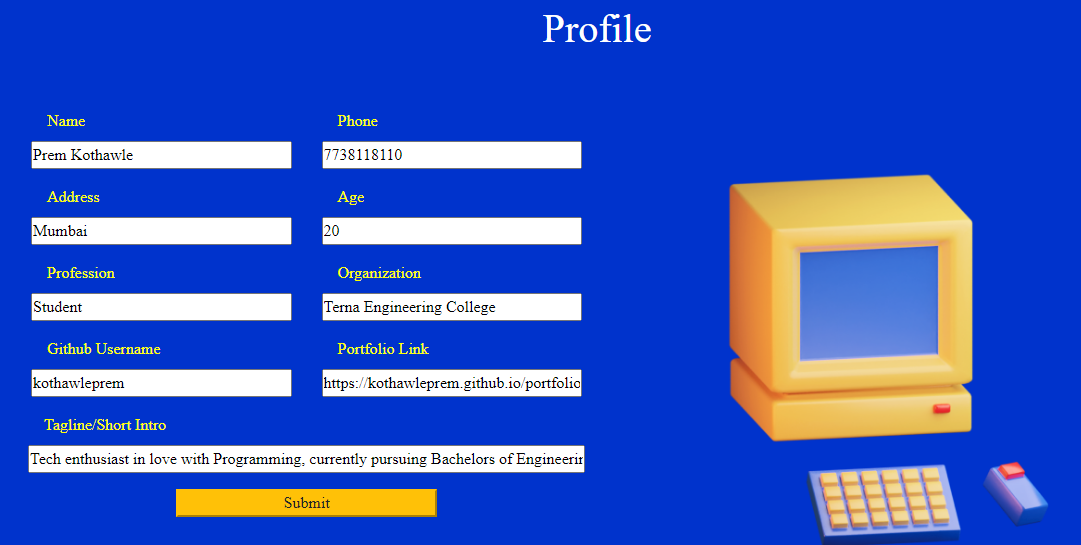 Profile
Name Phone
Prem Kothawle 7738118110
Address Age
Mumbai 20
Profession Organization
Student Terna Engineering College
Github Username Portfolio Link
kothawleprem https://kothawleprem.github.io/portfolio
Tagline/Short Intro
Tech enthusiast in love with Programming, currently pursuing Bachelors of Engineerin
Submit